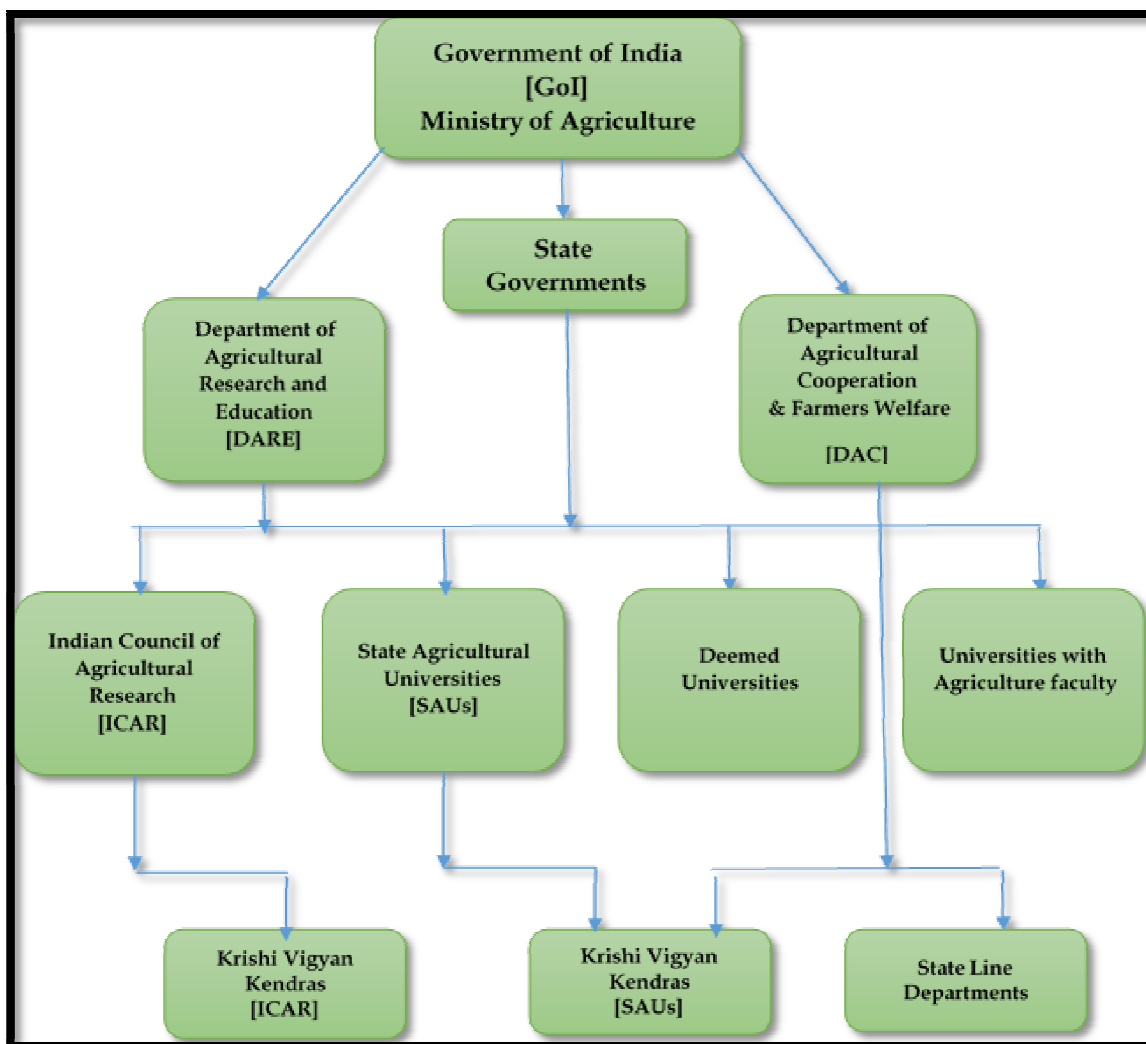 Government of India
[GoI]
Ministry of Agriculture
State
Governments
Department of
Agricultural
Research and
Education
[DARE]
Department of
Agricultural
Cooperation
& Farmers Welfare
[DAC]
Indian Council of
Agricultural
Research
[ICAR]
State Agricultural
Universities
[SAUs]
Deemed
Universities
Universities with
Agriculture faculty
Krishi Vigyan
Kendras
[ICAR]
Krishi Vigyan
Kendras
[SAUs]
State Line
Departments